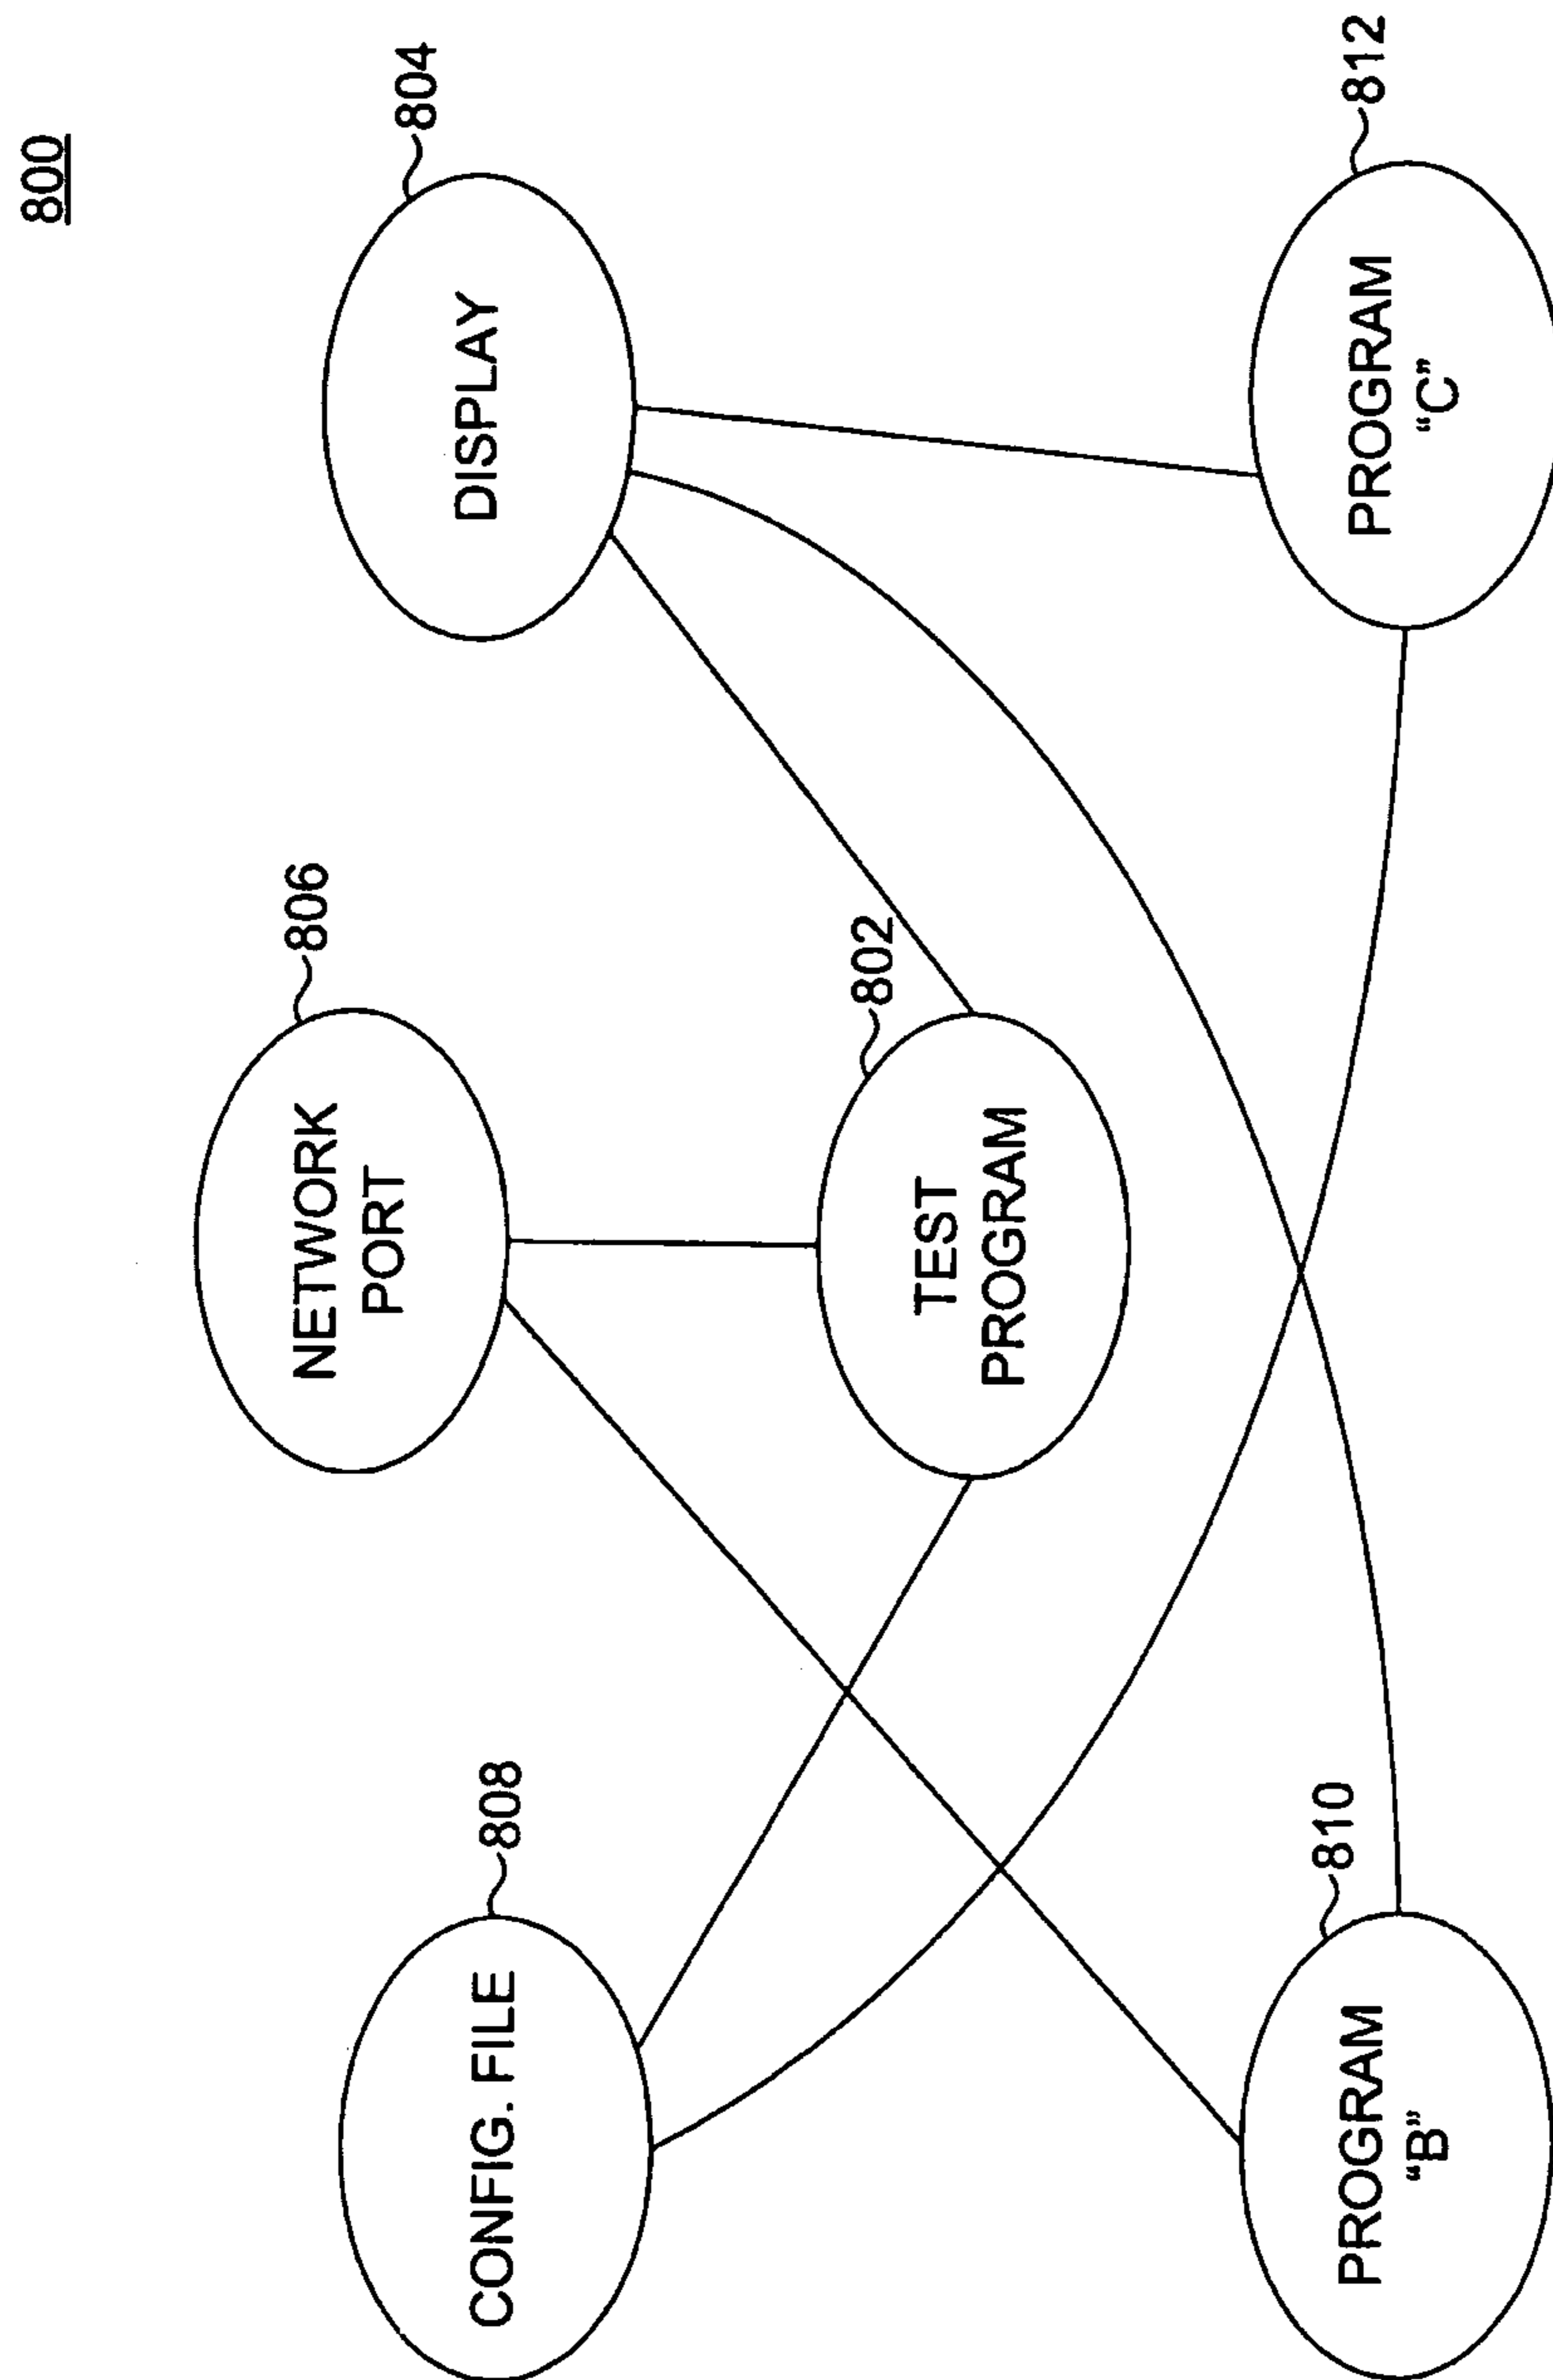 800
806
NETWORK
PORT
804
DISPLAY
808
CONFIG. FILE
802
TEST
PROGRAM
810
PROGRAM
“B”
812
PROGRAM
“C”